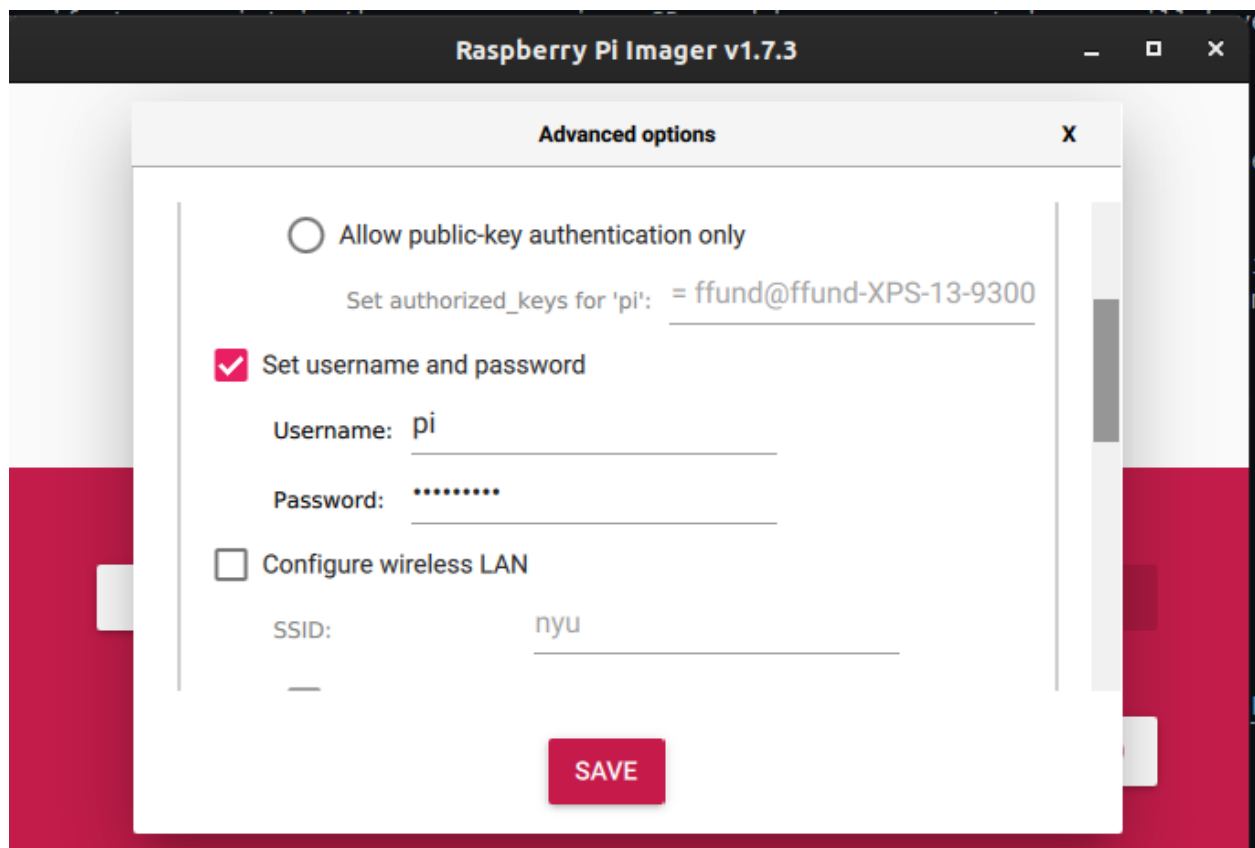 Raspberry Pi Imager v1.7.3
Advanced options X
Allow public-key authentication only
Set authorized_keys for 'pi': = ffund@ffund-XPS-13-9300
Set username and password
Username: pi
Password: •••••••••
Configure wireless LAN
SSID: nyu
SAVE